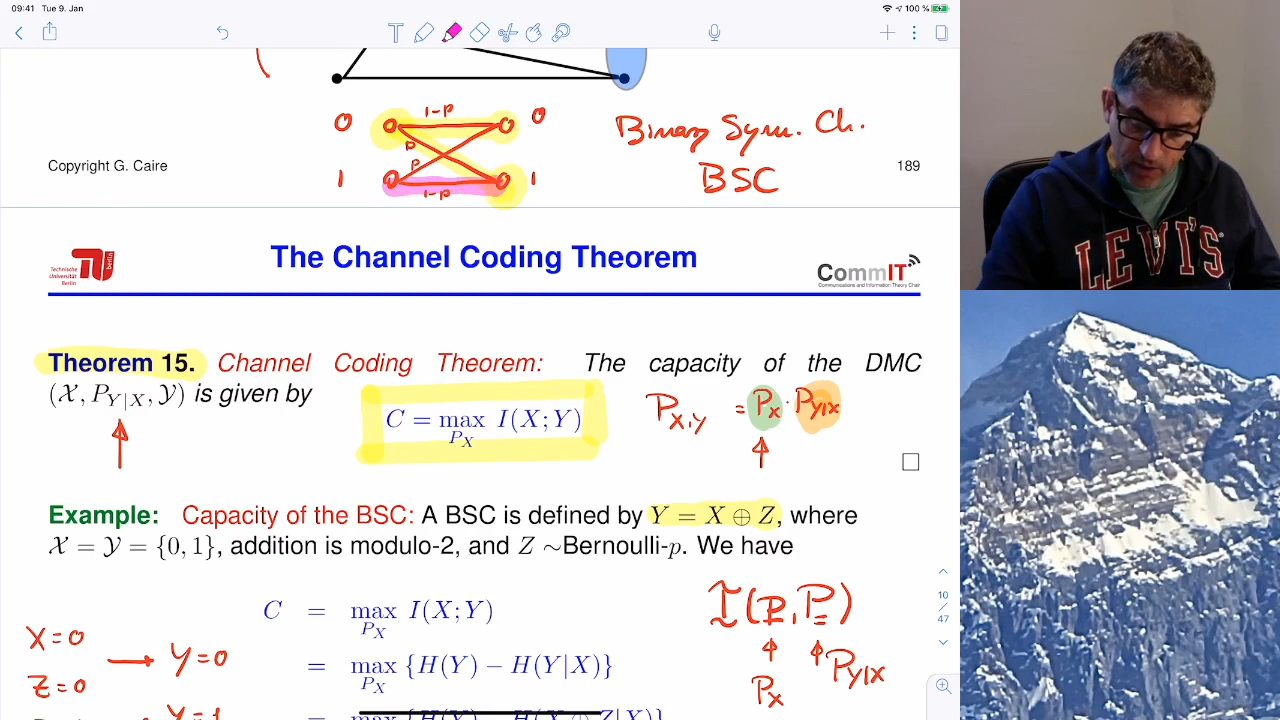 09:41 Tue 9. Jan
100 %
1-p
0
0
Binary Sym. Ch.
p
p
1
1
1-p
BSC
Copyright G. Caire
189
Technische
Universität
Berlin
berlin
The Channel Coding Theorem
CommIT
Communications and Information Theory Chair
Theorem 15. Channel Coding Theorem: The capacity of the DMC
(𝒳, P_{Y|X}, 𝒴) is given by
C = max_{P_X} I(X; Y)
P_{X,Y} = P_X · P_{Y|X}
Example: Capacity of the BSC: A BSC is defined by Y = X ⊕ Z, where
𝒳 = 𝒴 = {0, 1}, addition is modulo-2, and Z ∼Bernoulli-p. We have
C = max_{P_X} I(X; Y)
= max_{P_X} {H(Y) − H(Y|X)}
= max {H(Y) − H(X ⊕ Z|X)}
X=0
Z=0
→ Y=0
Y=1
I(P, P)
P_X
P_{Y|X}
10
/
47
LEVI'S